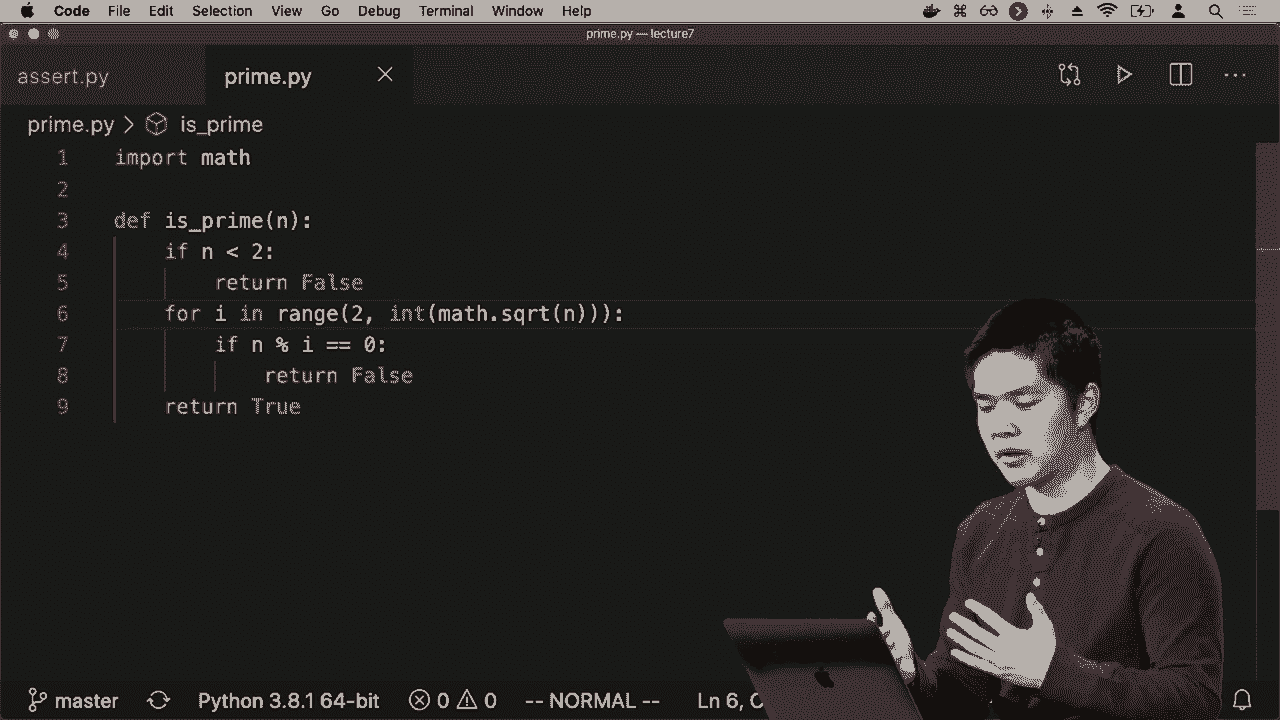 Code File Edit Selection View Go Debug Terminal Window Help
prime.py — lecture7
assert.py prime.py
prime.py > is_prime
1 import math
2
3 def is_prime(n):
4 if n < 2:
5 return False
6 for i in range(2, int(math.sqrt(n))):
7 if n % i == 0:
8 return False
9 return True
master Python 3.8.1 64-bit 0 0 -- NORMAL -- Ln 6, C